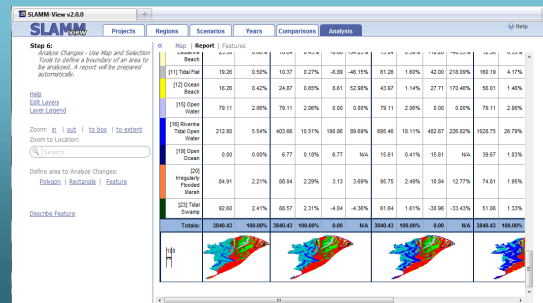 SLAMM-View v2.0.0
SLAMM view
Projects Regions Scenarios Years Comparisons Analysis
Help
Step 6:
Analyze Changes - Use Map and Selection
Tools to define a boundary of an area to
be analyzed. A report will be prepared
automatically.
Help
Edit Layers
Layer Legend
Zoom: in | out | to box | to extent
Zoom to Location:
Search
Define area to Analyze Changes:
Polygon | Rectangle | Feature
Describe Feature
« Map | Report | Features
Beach
[11] Tidal Flat 19.26 0.50% 10.37 0.27% -8.89 -46.15% 61.26 1.60% 42.00 218.09% 160.19 4.17%
[12] Ocean
Beach
16.26 0.42% 24.87 0.65% 8.61 52.98% 43.97 1.14% 27.71 170.46% 56.01 1.46%
[15] Open
Water
79.11 2.06% 79.11 2.06% 0.00 0.00% 79.11 2.06% 0.00 0.00% 79.11 2.06%
[16] Riverine
Tidal Open
Water
212.80 5.54% 403.66 10.51% 190.86 89.69% 695.46 18.11% 482.67 226.82% 1028.75 26.79%
[19] Open
Ocean
0.00 0.00% 6.77 0.18% 6.77 N/A 15.61 0.41% 15.61 N/A 39.67 1.03%
[20]
Irregularly
Flooded
Marsh
84.91 2.21% 88.04 2.29% 3.13 3.69% 95.75 2.49% 10.84 12.77% 74.81 1.95%
[23] Tidal
Swamp
92.60 2.41% 88.57 2.31% -4.04 -4.36% 61.64 1.61% -30.96 -33.43% 51.06 1.33%
Totals: 3840.43 100.00% 3840.43 100.00% 0.00 N/A 3840.43 100.00% 0.00 N/A 3840.43 100.00%